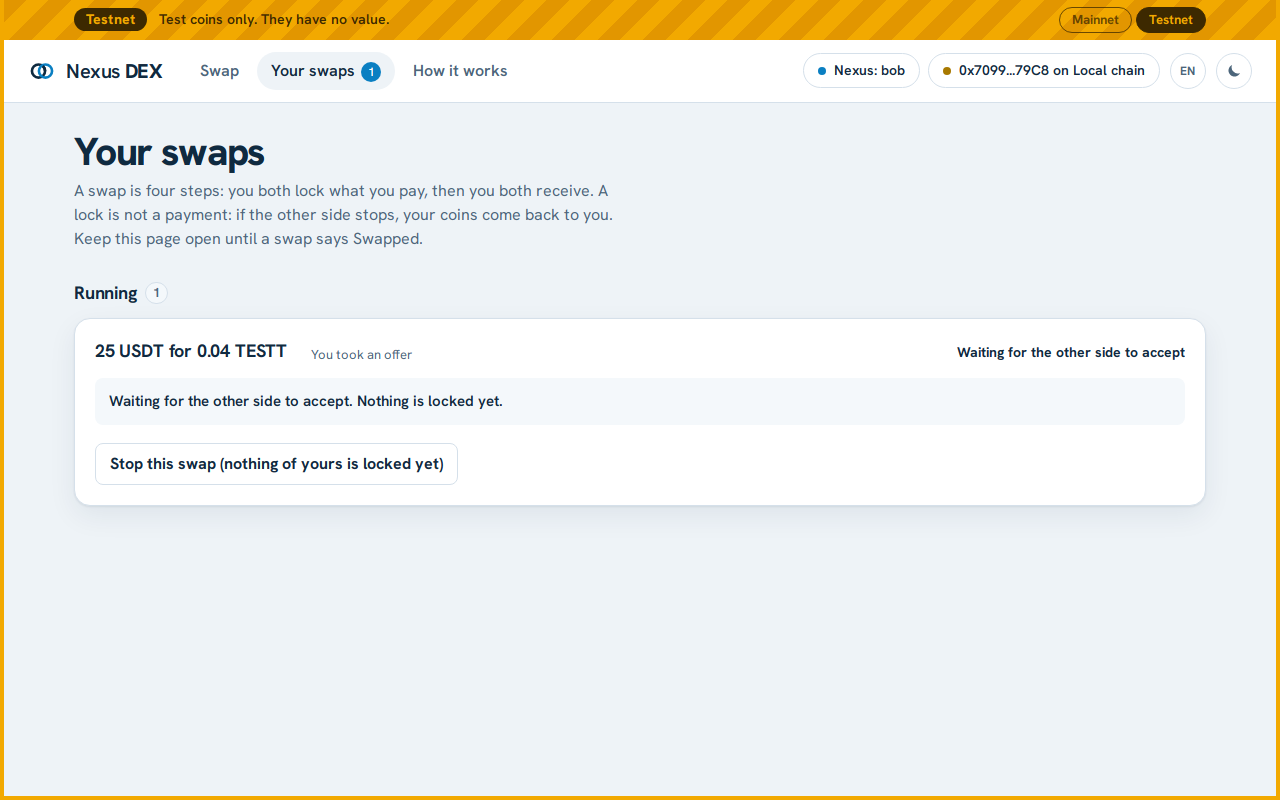 Testnet Test coins only. They have no value. Mainnet Testnet
Nexus DEX Swap Your swaps 1 How it works Nexus: bob 0x7099…79C8 on Local chain EN
Your swaps
A swap is four steps: you both lock what you pay, then you both receive. A
lock is not a payment: if the other side stops, your coins come back to you.
Keep this page open until a swap says Swapped.
Running 1
25 USDT for 0.04 TESTT You took an offer Waiting for the other side to accept
Waiting for the other side to accept. Nothing is locked yet.
Stop this swap (nothing of yours is locked yet)